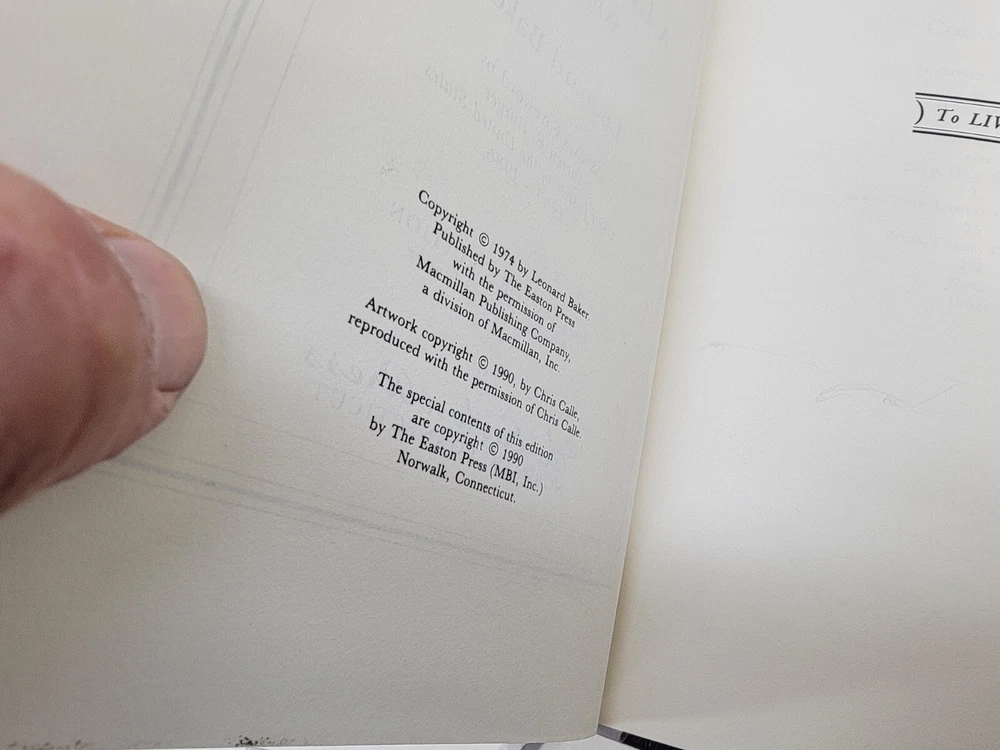 Copyright © 1974 by Leonard Baker.
Published by The Easton Press
with the permission of
Macmillan Publishing Company,
a division of Macmillan, Inc.
Artwork copyright © 1990, by Chris Calle,
reproduced with the permission of Chris Calle.
The special contents of this edition
are copyright © 1990
by The Easton Press (MBI, Inc.)
Norwalk, Connecticut.
) To LIV